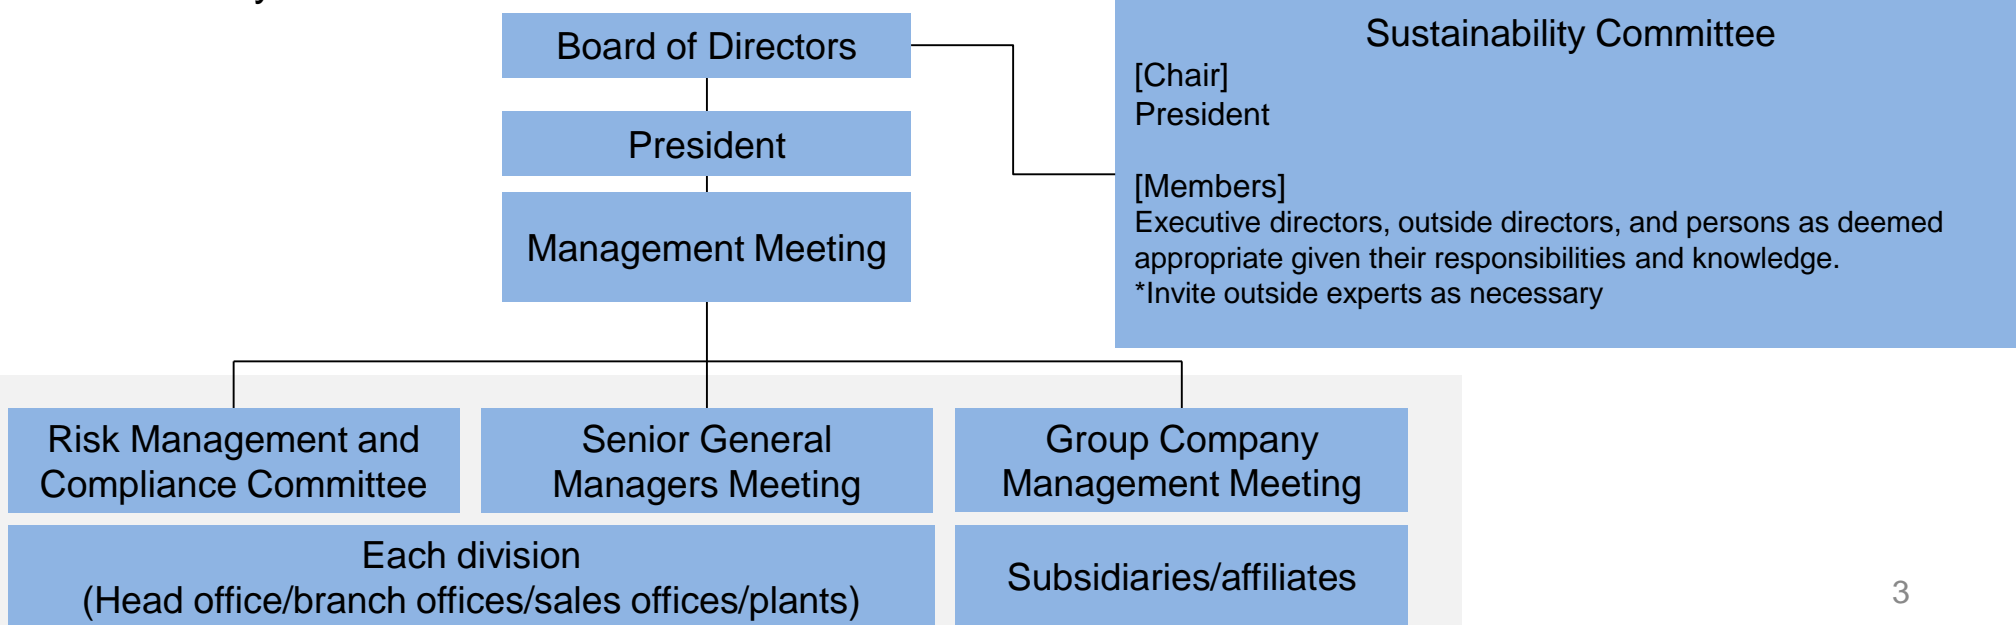 Board of Directors
President
Management Meeting
Sustainability Committee
[Chair]
President
[Members]
Executive directors, outside directors, and persons as deemed
appropriate given their responsibilities and knowledge.
*Invite outside experts as necessary
Risk Management and
Compliance Committee
Senior General
Managers Meeting
Group Company
Management Meeting
Each division
(Head office/branch offices/sales offices/plants)
Subsidiaries/affiliates
3